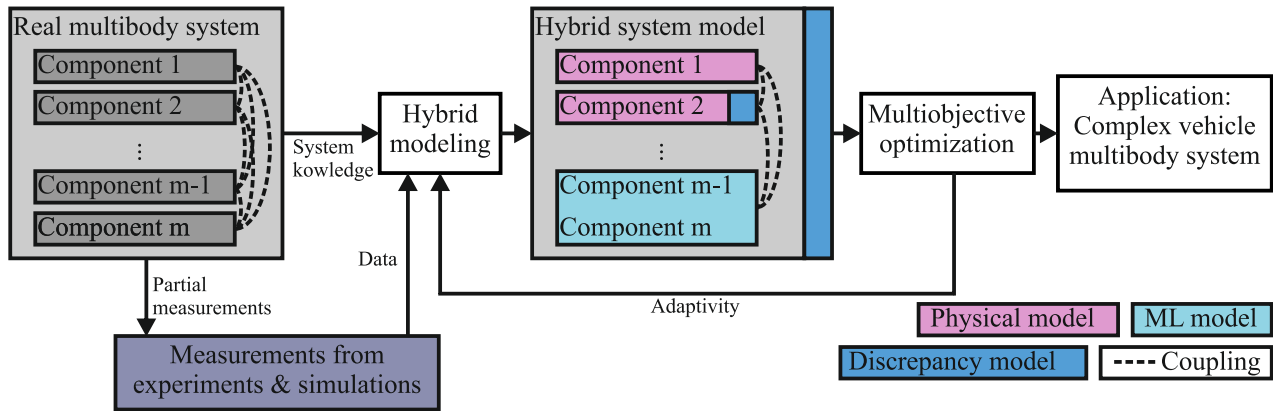 Real multibody system
Component 1
Component 2
...
Component m-1
Component m
System
kowledge
Partial
measurements
Measurements from
experiments & simulations
Data
Hybrid
modeling
Hybrid system model
Component 1
Component 2
...
Component m-1
Component m
Multiobjective
optimization
Adaptivity
Application:
Complex vehicle
multibody system
Physical model
ML model
Discrepancy model
Coupling